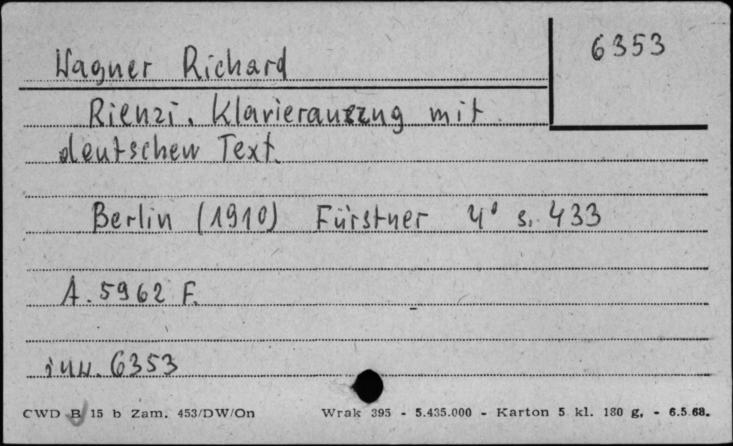 6353
Wagner Richard
Rienzi. Klavierauszug mit
deutschen Text.
Berlin (1910) Fürstner 4° s. 433
A. 5962 F.
inw. 6353
CWD B 15 b Zam. 453/DW/On Wrak 395 - 5.435.000 - Karton 5 kl. 180 g. - 6.5.68.